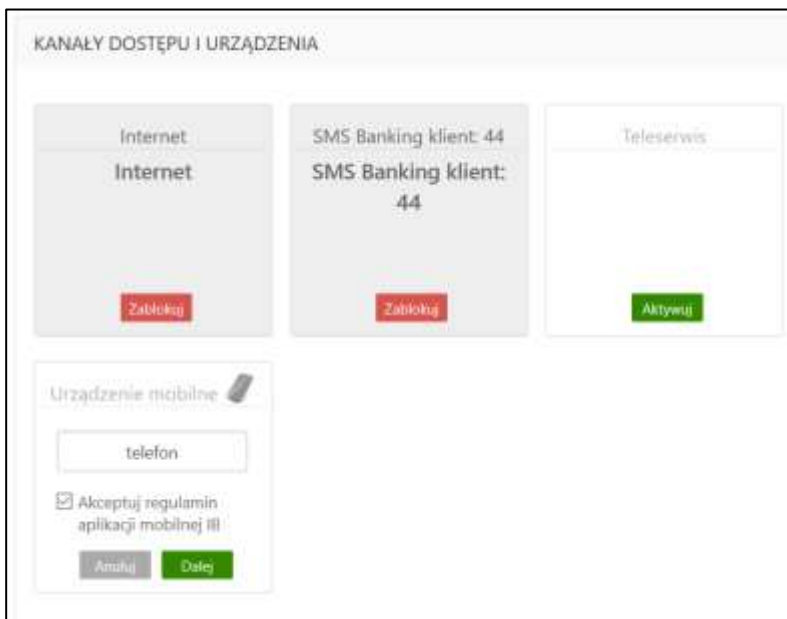 KANAŁY DOSTĘPU I URZĄDZENIA
Internet
Internet
Zablokuj
SMS Banking klient: 44
SMS Banking klient:
44
Zablokuj
Teleserwis
Aktywuj
Urządzenie mobilne
telefon
Akceptuj regulamin
aplikacji mobilnej
Anuluj
Dalej